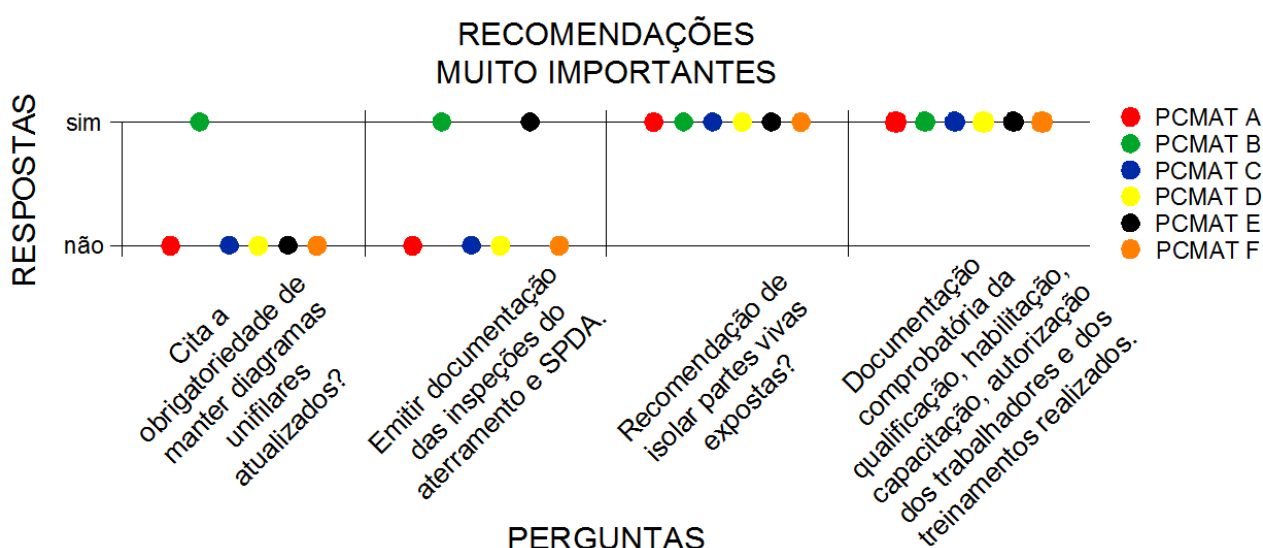 RECOMENDAÇÕES
MUITO IMPORTANTES
RESPOSTAS
sim
não
PCMAT A
PCMAT B
PCMAT C
PCMAT D
PCMAT E
PCMAT F
Cita a
obrigatoriedade de
manter diagramas
unifilares
atualizados?
Emitir documentação
das inspeções do
aterramento e SPDA.
Recomendação de
isolar partes vivas
expostas?
Documentação
comprobatória da
qualificação, habilitação,
capacitação, autorização
dos trabalhadores e dos
treinamentos realizados.
PERGUNTAS